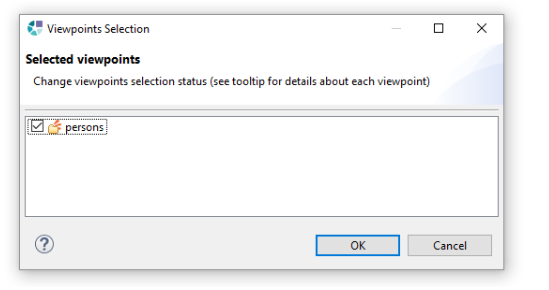 Viewpoints Selection
Selected viewpoints
Change viewpoints selection status (see tooltip for details about each viewpoint)
persons
?
OK Cancel